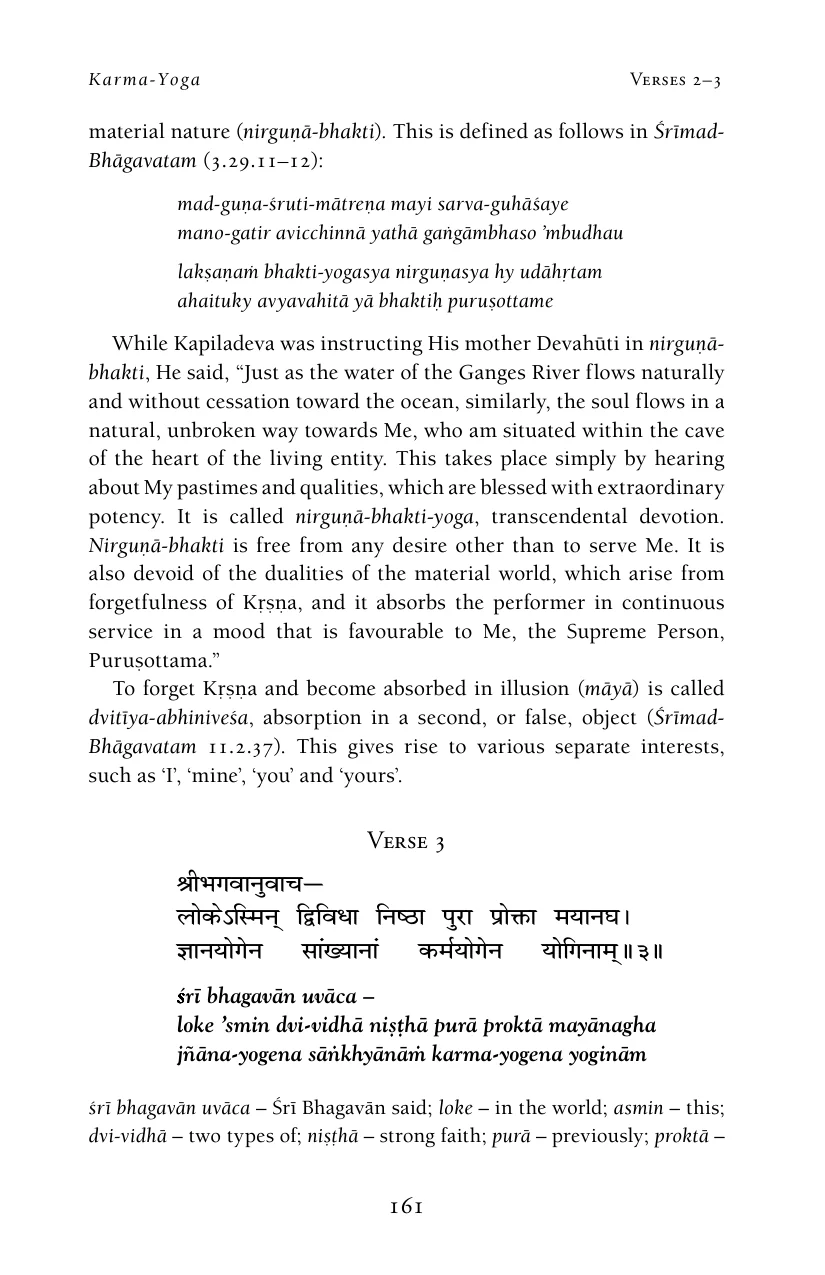 Karma-Yoga VERSES 2–3
material nature (nirguṇā-bhakti). This is defined as follows in Śrīmad-
Bhāgavatam (3.29.11–12):
mad-guṇa-śruti-mātreṇa mayi sarva-guhāśaye
mano-gatir avicchinnā yathā gaṅgāmbhaso ’mbudhau
lakṣaṇaṁ bhakti-yogasya nirguṇasya hy udāhṛtam
ahaituky avyavahitā yā bhaktiḥ puruṣottame
While Kapiladeva was instructing His mother Devahūti in nirguṇā-
bhakti, He said, “Just as the water of the Ganges River flows naturally
and without cessation toward the ocean, similarly, the soul flows in a
natural, unbroken way towards Me, who am situated within the cave
of the heart of the living entity. This takes place simply by hearing
about My pastimes and qualities, which are blessed with extraordinary
potency. It is called nirguṇā-bhakti-yoga, transcendental devotion.
Nirguṇā-bhakti is free from any desire other than to serve Me. It is
also devoid of the dualities of the material world, which arise from
forgetfulness of Kṛṣṇa, and it absorbs the performer in continuous
service in a mood that is favourable to Me, the Supreme Person,
Puruṣottama.”
To forget Kṛṣṇa and become absorbed in illusion (māyā) is called
dvitīya-abhiniveśa, absorption in a second, or false, object (Śrīmad-
Bhāgavatam 11.2.37). This gives rise to various separate interests,
such as ‘I’, ‘mine’, ‘you’ and ‘yours’.
VERSE 3
श्रीभगवानुवाच—
लोकेऽस्मिन् द्विविधा निष्ठा पुरा प्रोक्ता मयानघ।
ज्ञानयोगेन सांख्यानां कर्मयोगेन योगिनाम्॥३॥
śrī bhagavān uvāca –
loke ’smin dvi-vidhā niṣṭhā purā proktā mayānagha
jñāna-yogena sāṅkhyānāṁ karma-yogena yoginām
śrī bhagavān uvāca – Śrī Bhagavān said; loke – in the world; asmin – this;
dvi-vidhā – two types of; niṣṭhā – strong faith; purā – previously; proktā –
161